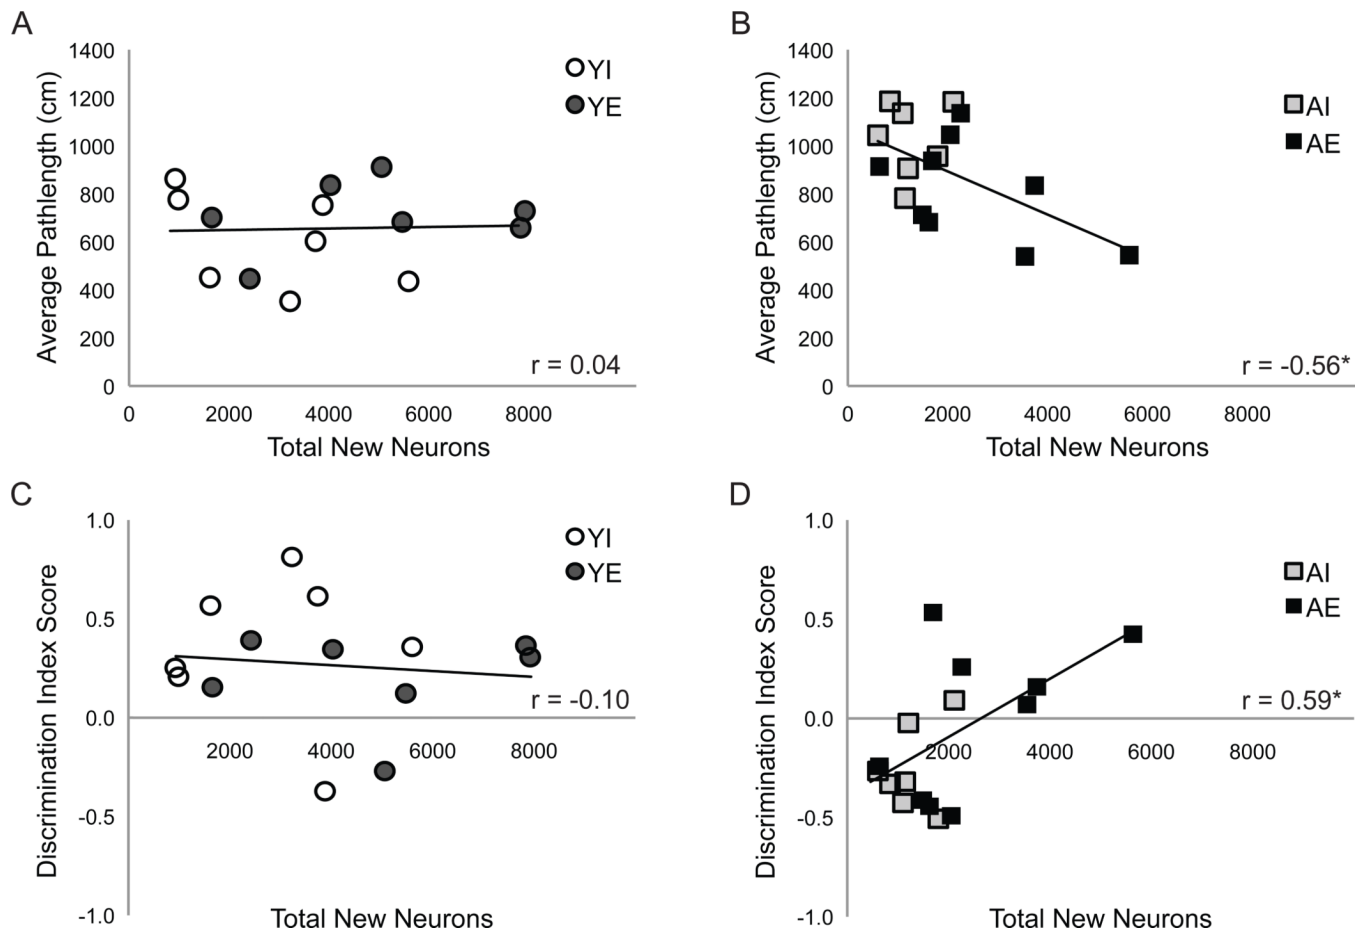 A
Average Pathlength (cm)
1400
1200
1000
800
600
400
200
0
0 2000 4000 6000 8000
Total New Neurons
YI
YE
r = 0.04
B
Average Pathlength (cm)
1400
1200
1000
800
600
400
200
0
0 2000 4000 6000 8000
Total New Neurons
AI
AE
r = -0.56*
C
Discrimination Index Score
1.0
0.5
0.0
-0.5
-1.0
2000 4000 6000 8000
Total New Neurons
YI
YE
r = -0.10
D
Discrimination Index Score
1.0
0.5
0.0
-0.5
-1.0
2000 4000 6000 8000
Total New Neurons
AI
AE
r = 0.59*